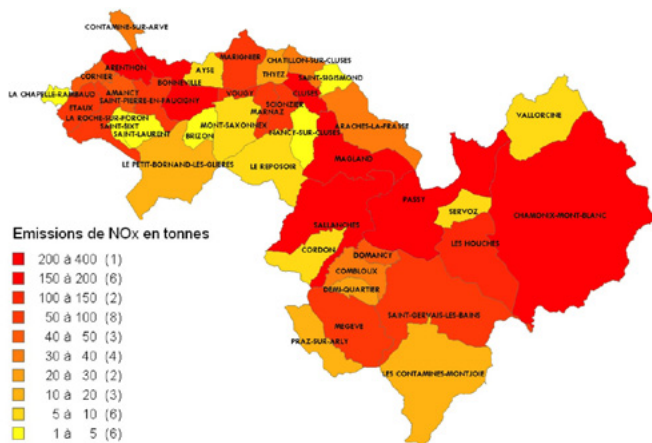 CONTAMINE-SUR-ARVE
MARIGNIER
CHATILLON-SUR-CLUSES
ARENTHON
AYSE
THYEZ
SAINT-SIGISMOND
CORNIER
BONNEVILLE
LA CHAPELLE-RAMBAUD
AMANCY
VOUGY
CLUSES
SAINT-PIERRE-EN-FAUCIGNY
SCIONZIER
ETAUX
MARNAZ
LA ROCHE-SUR-FORON
SAINT-SIXT
MONT-SAXONNEX
NANCY-SUR-CLUSES
ARACHES-LA-FRASSE
SAINT-LAURENT
BRIZON
VALLORCINE
LE PETIT-BORNAND-LES-GLIERES
LE REPOSOIR
MAGLAND
PASSY
SERVOZ
CHAMONIX-MONT-BLANC
SALLANCHES
CORDON
DOMANCY
LES HOUCHES
COMBLOUX
DEMI-QUARTIER
SAINT-GERVAIS-LES-BAINS
MEGEVE
PRAZ-SUR-ARLY
LES CONTAMINES-MONTJOIE
Emissions de NOx en tonnes
200 à 400 (1)
150 à 200 (6)
100 à 150 (2)
50 à 100 (8)
40 à 50 (3)
30 à 40 (4)
20 à 30 (2)
10 à 20 (3)
5 à 10 (6)
1 à 5 (6)